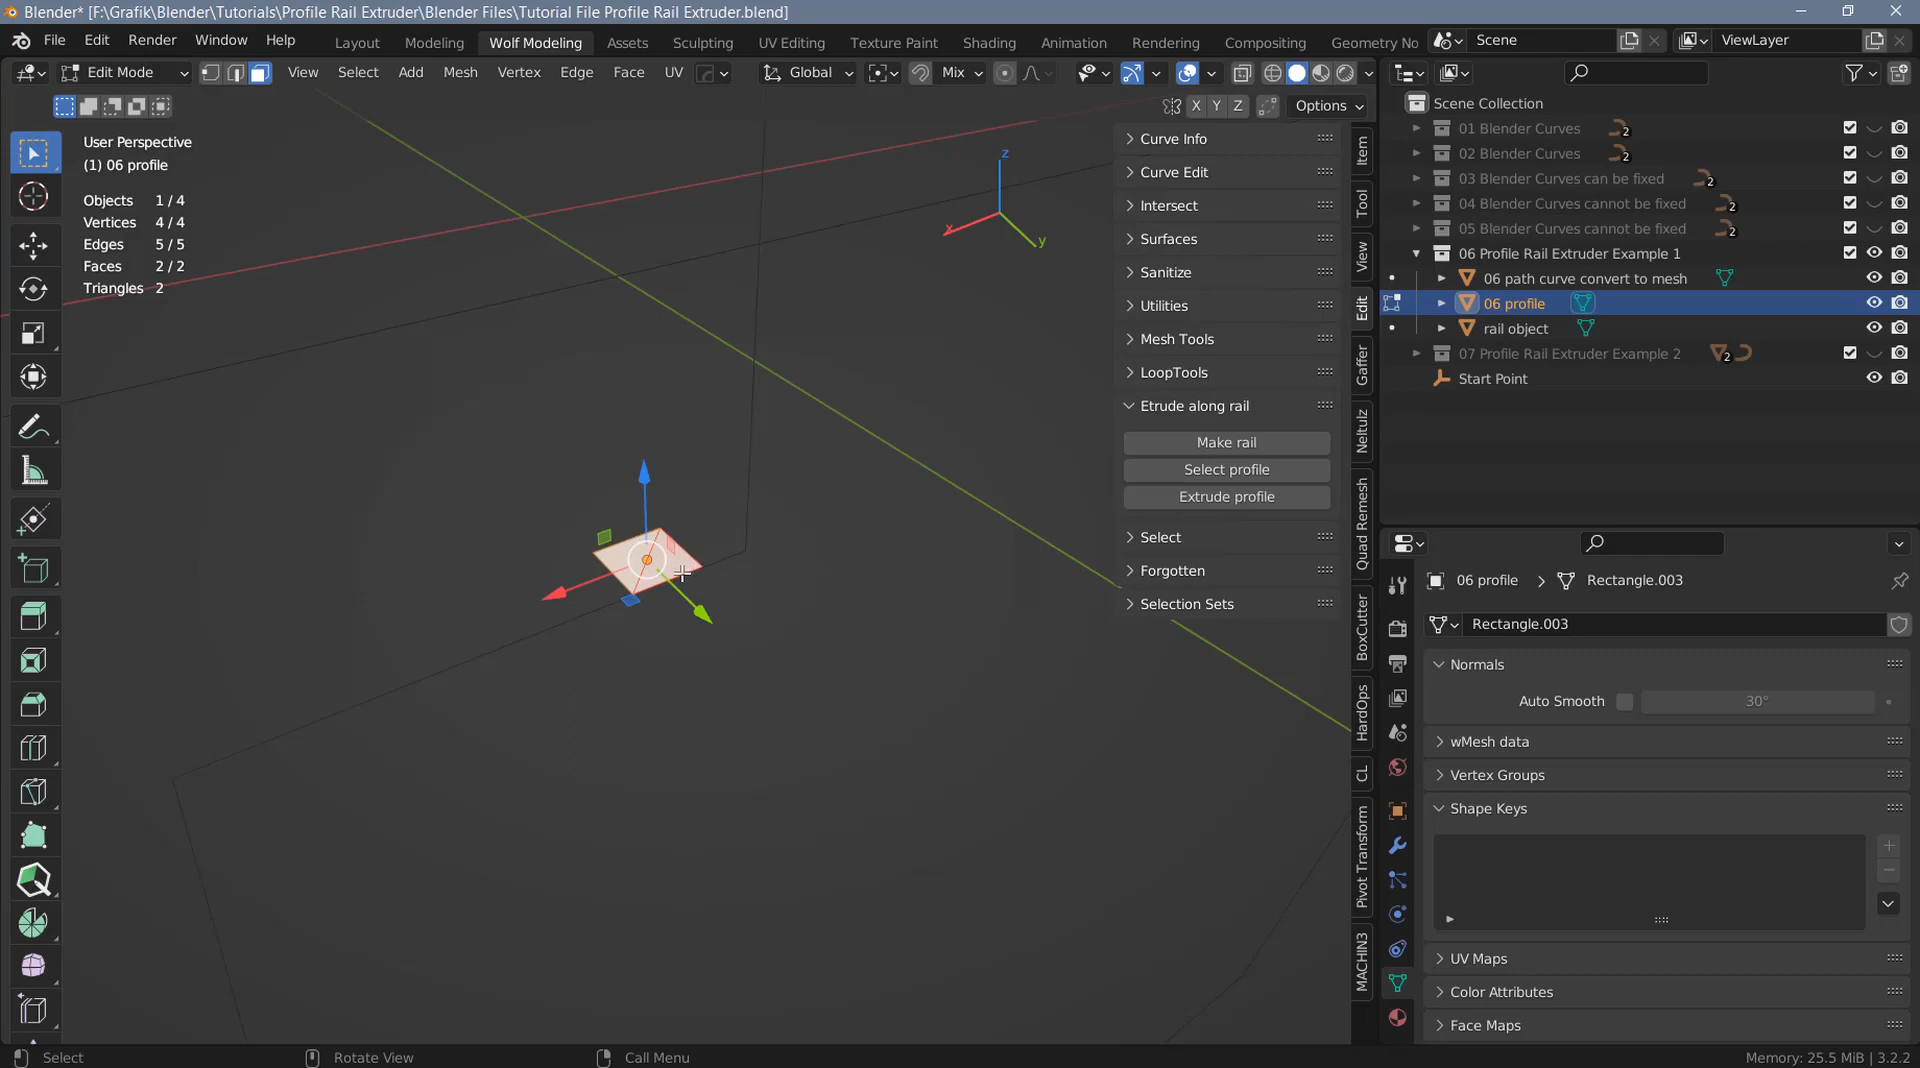 Blender* [F:\Grafik\Blender\Tutorials\Profile Rail Extruder\Blender Files\Tutorial File Profile Rail Extruder.blend]
File Edit Render Window Help Layout Modeling Wolf Modeling Assets Sculpting UV Editing Texture Paint Shading Animation Rendering Compositing Geometry No Scene ViewLayer
Edit Mode View Select Add Mesh Vertex Edge Face UV Global Mix
X Y Z Options
User Perspective
(1) 06 profile
Objects 1 / 4
Vertices 4 / 4
Edges 5 / 5
Faces 2 / 2
Triangles 2
z
x
y
Curve Info
Curve Edit
Intersect
Surfaces
Sanitize
Utilities
Mesh Tools
LoopTools
Etrude along rail
Make rail
Select profile
Extrude profile
Select
Forgotten
Selection Sets
Item
Tool
View
Edit
Gaffer
Neltulz
Quad Remesh
BoxCutter
HardOps
CL
Pivot Transform
MACHIN3
Scene Collection
01 Blender Curves 2
02 Blender Curves 2
03 Blender Curves can be fixed 2
04 Blender Curves cannot be fixed 2
05 Blender Curves cannot be fixed 2
06 Profile Rail Extruder Example 1
06 path curve convert to mesh
06 profile
rail object
07 Profile Rail Extruder Example 2 2
Start Point
06 profile > Rectangle.003
Rectangle.003
Normals
Auto Smooth 30°
wMesh data
Vertex Groups
Shape Keys
UV Maps
Color Attributes
Face Maps
Select Rotate View Call Menu Memory: 25.5 MiB | 3.2.2